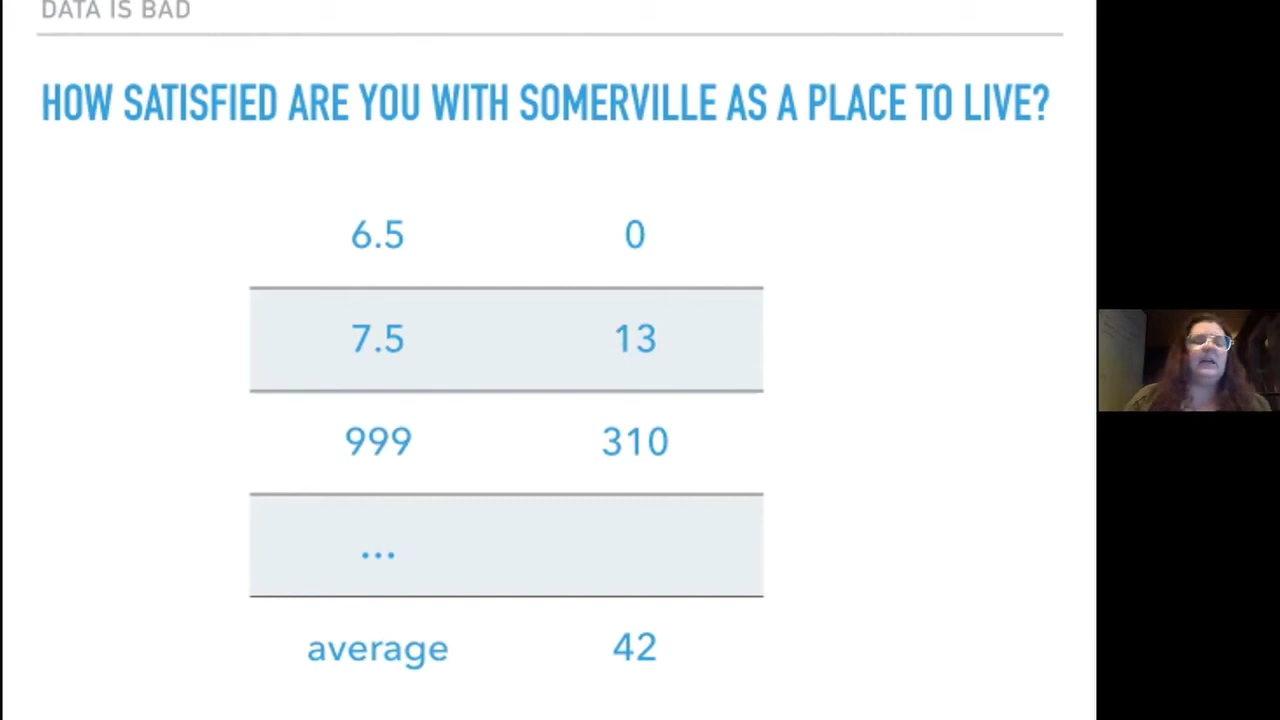 DATA IS BAD
HOW SATISFIED ARE YOU WITH SOMERVILLE AS A PLACE TO LIVE?
6.5 0
7.5 13
999 310
...
average 42